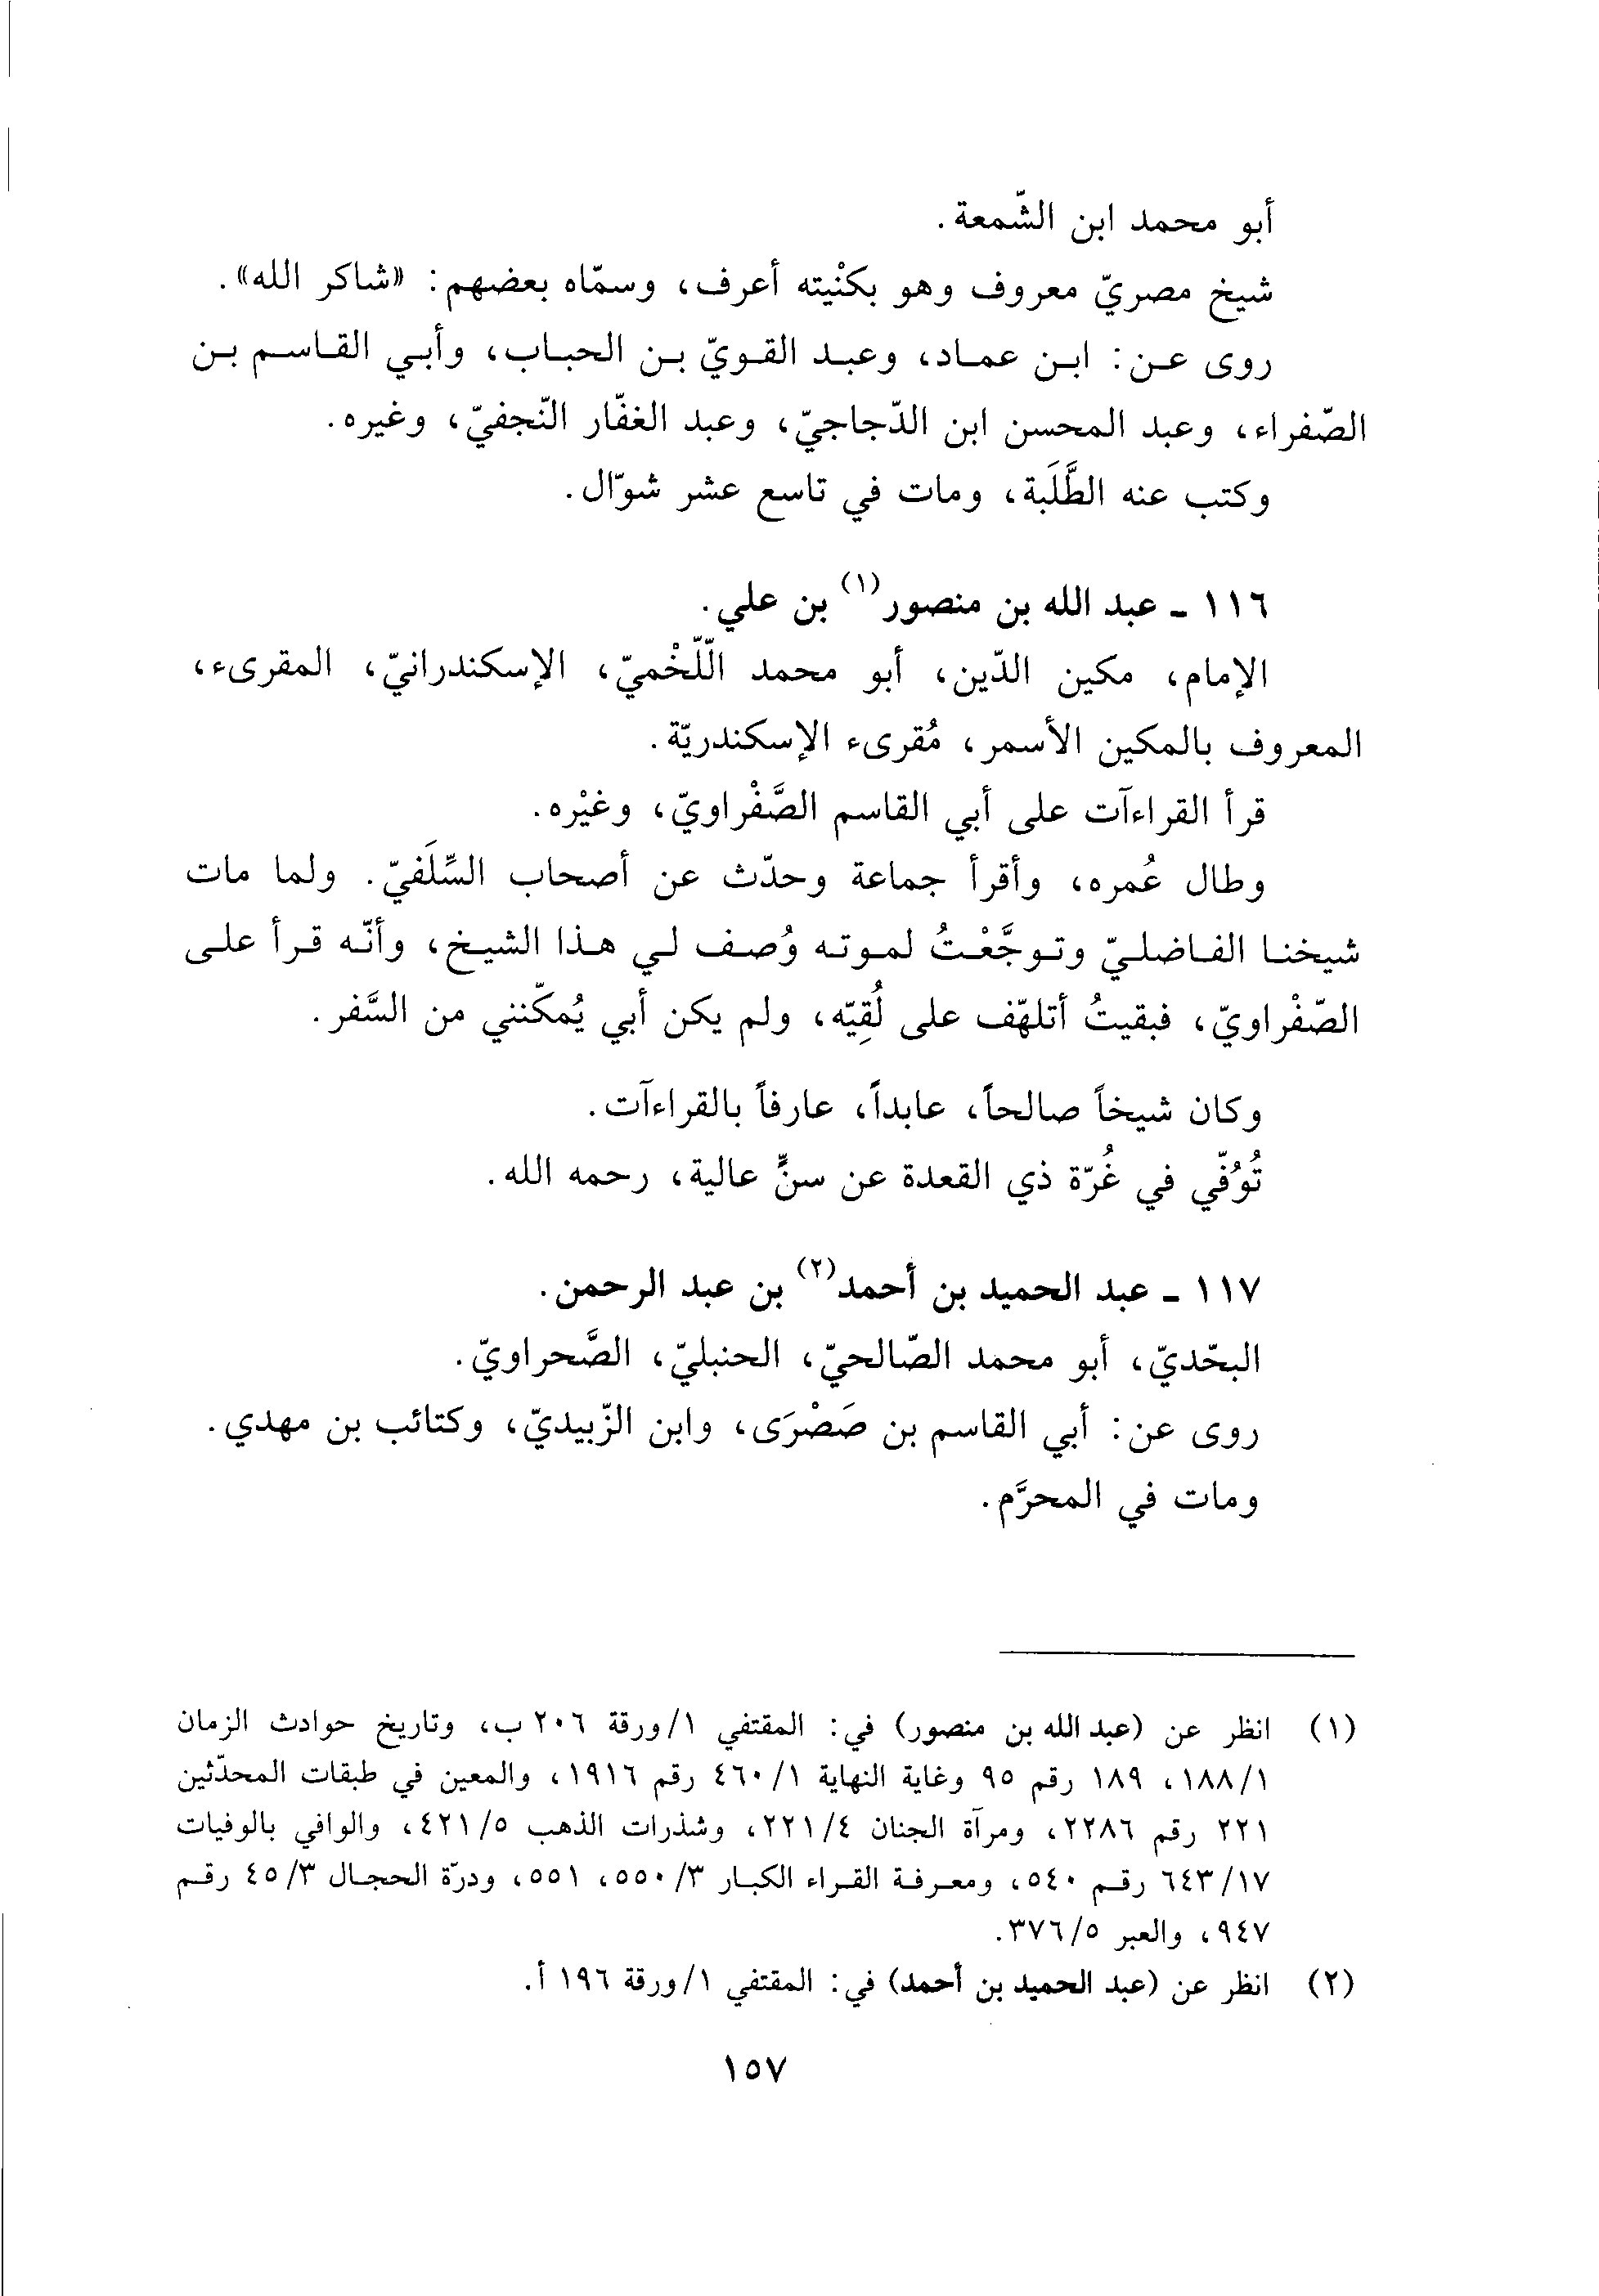 أبو محمد ابن الشّمعة.
شيخ مصريّ معروف وهو بكنْيته أعرف، وسمّاه بعضهم: «شاكر الله».
روى عن: ابن عماد، وعبد القويّ بن الحباب، وأبي القاسم بن
الصّفراء، وعبد المحسن ابن الدّجاجيّ، وعبد الغفّار النّجفيّ، وغيره.
وكتب عنه الطَّلَبة، ومات في تاسع عشر شوّال.
١١٦ ـ عبد الله بن منصور(١) بن علي.
الإمام، مكين الدّين، أبو محمد الّلّخْميّ، الإسكندرانيّ، المقرىء،
المعروف بالمكين الأسمر، مُقرىء الإسكندريّة.
قرأ القراءآت على أبي القاسم الصَّفْراويّ، وغيْره.
وطال عُمره، وأقرأ جماعة وحدّث عن أصحاب السِّلَفيّ. ولما مات
شيخنا الفاضليّ وتوجَّعْتُ لموته وُصف لي هذا الشيخ، وأنّه قرأ على
الصّفْراويّ، فبقيتُ أتلهّف على لُقِيّه، ولم يكن أبي يُمكّنني من السَّفر.
وكان شيخاً صالحاً، عابداً، عارفاً بالقراءآت.
تُوُفّي في غُرّة ذي القعدة عن سنٍّ عالية، رحمه الله.
١١٧ ـ عبد الحميد بن أحمد(٢) بن عبد الرحمن.
البجّديّ، أبو محمد الصّالحيّ، الحنبليّ، الصَّحراويّ.
روى عن: أبي القاسم بن صَصْرَى، وابن الزّبيديّ، وكتائب بن مهدي.
ومات في المحرَّم.
(١) انظر عن (عبد الله بن منصور) في: المقتفي ١/ورقة ٢٠٦ ب، وتاريخ حوادث الزمان
١/١٨٨، ١٨٩ رقم ٩٥ وغاية النهاية ١/٤٦٠ رقم ١٩١٦، والمعين في طبقات المحدّثين
٢٢١ رقم ٢٢٨٦، ومرآة الجنان ٤/٢٢١، وشذرات الذهب ٥/٤٢١، والوافي بالوفيات
١٧/٦٤٣ رقم ٥٤٠، ومعرفة القراء الكبار ٣/٥٥٠، ٥٥١، ودرّة الحجال ٣/٤٥ رقم
٩٤٧، والعبر ٥/٣٧٦.
(٢) انظر عن (عبد الحميد بن أحمد) في: المقتفي ١/ورقة ١٩٦ أ.
١٥٧